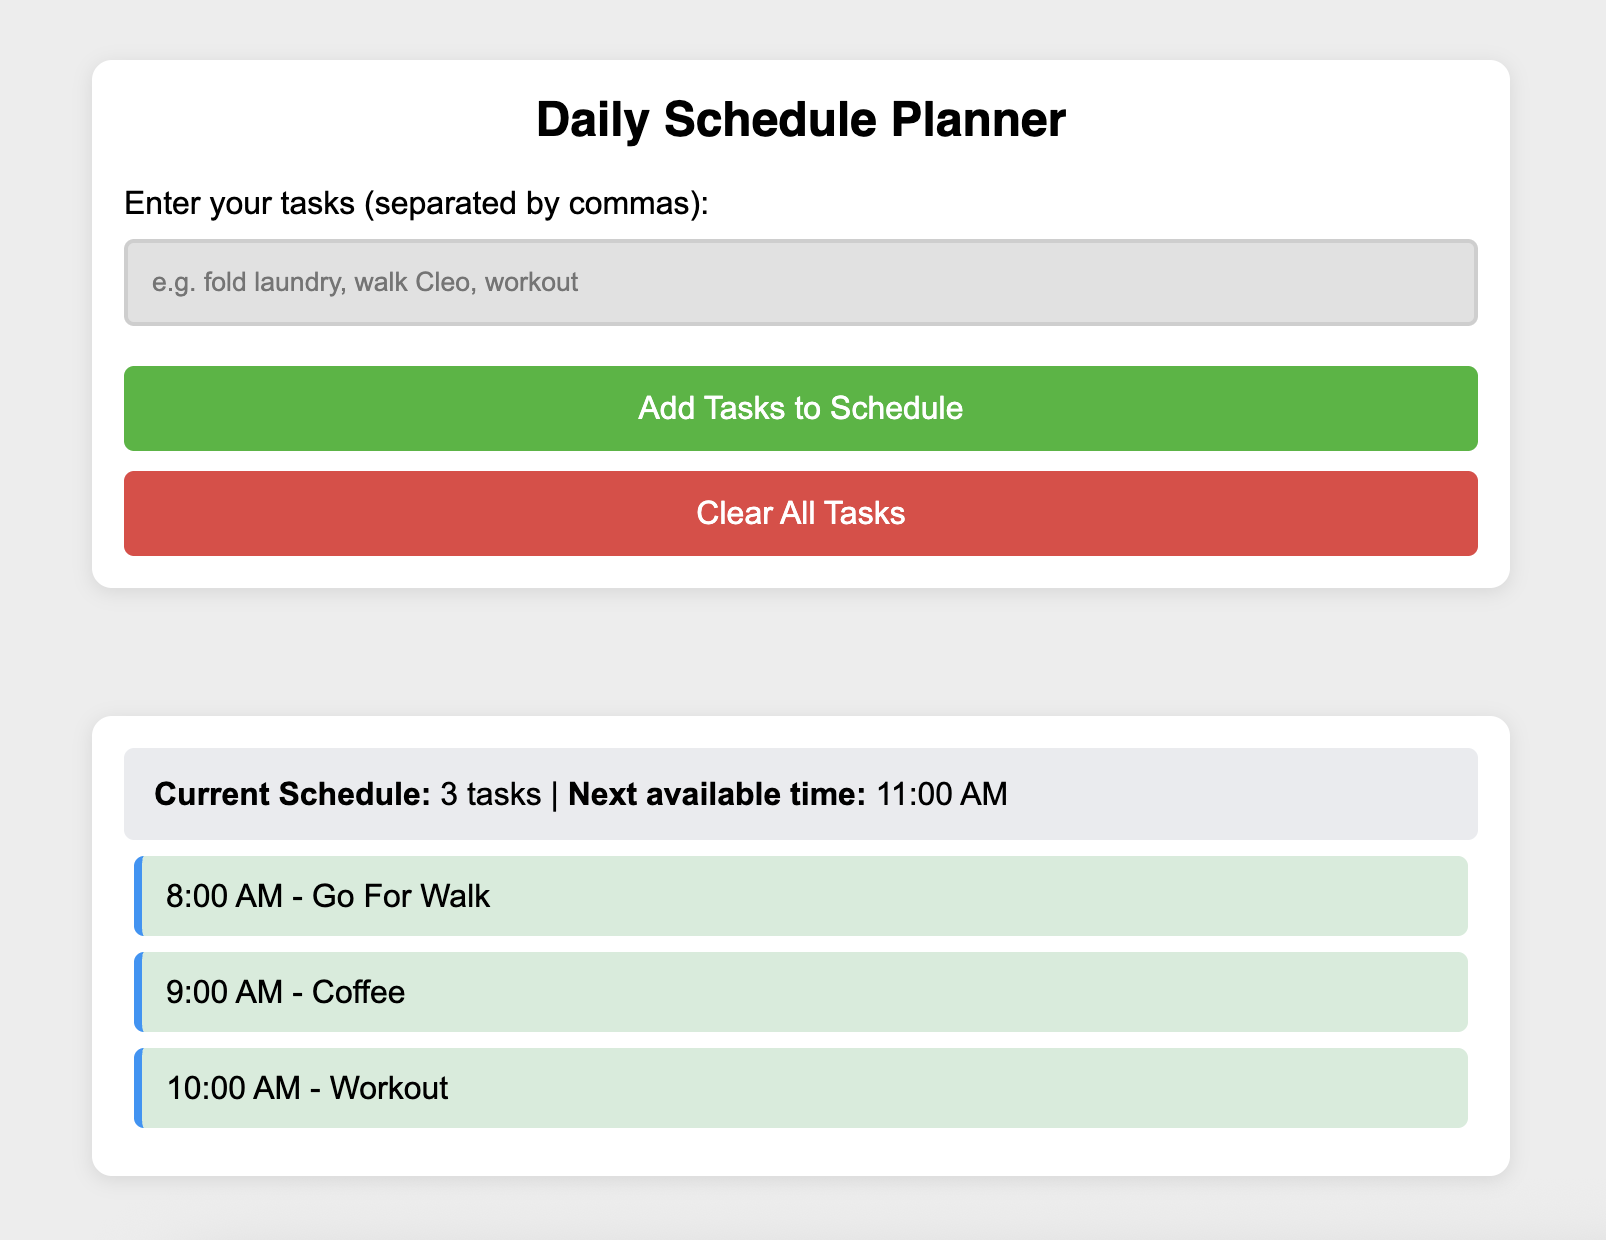 Daily Schedule Planner
Enter your tasks (separated by commas):
e.g. fold laundry, walk Cleo, workout
Add Tasks to Schedule
Clear All Tasks
Current Schedule: 3 tasks | Next available time: 11:00 AM
8:00 AM - Go For Walk
9:00 AM - Coffee
10:00 AM - Workout